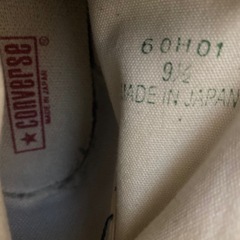 ★ CONVERSE
MADE IN JAPAN
60H01
9½
MADE IN JAPAN